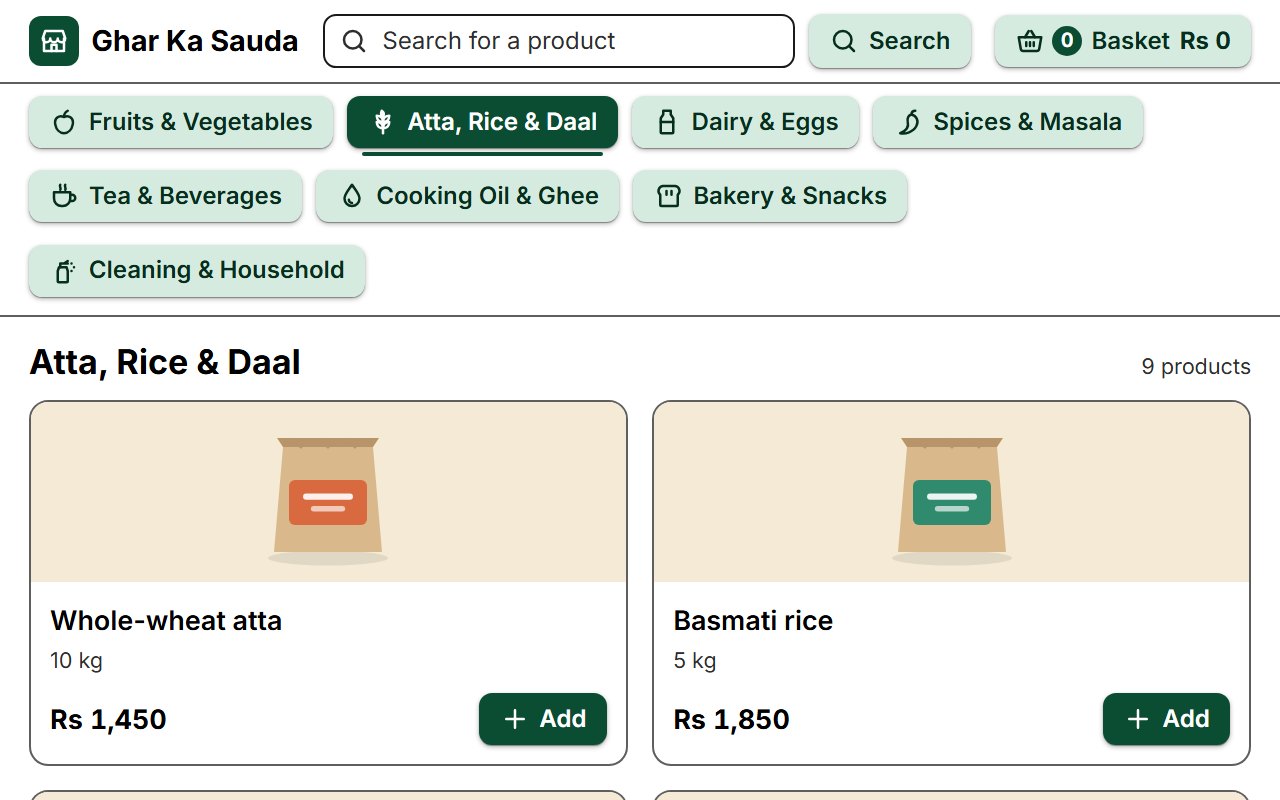 Ghar Ka Sauda
Search for a product
Search
0 Basket Rs 0
Fruits & Vegetables
Atta, Rice & Daal
Dairy & Eggs
Spices & Masala
Tea & Beverages
Cooking Oil & Ghee
Bakery & Snacks
Cleaning & Household
Atta, Rice & Daal
9 products
Whole-wheat atta
10 kg
Rs 1,450
Add
Basmati rice
5 kg
Rs 1,850
Add